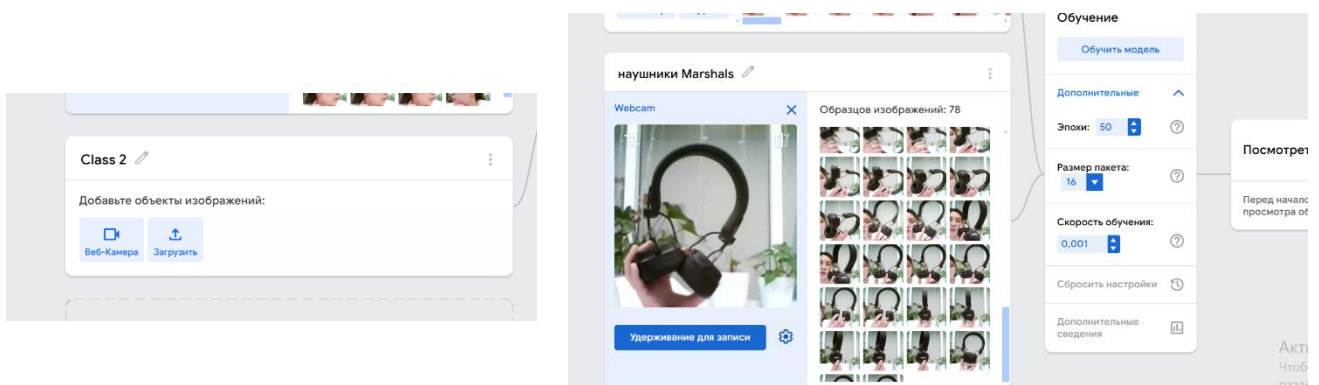 Class 2
Добавьте объекты изображений:
Веб-Камера
Загрузить
наушники Marshals
Webcam
Образцов изображений: 78
Удерживание для записи
Обучение
Обучить модель
Дополнительные
Эпохи: 50
Размер пакета:
16
Скорость обучения:
0,001
Сбросить настройки
Дополнительные
сведения
Посмотрет
Перед начало
просмотра об
Акти
Чтоб